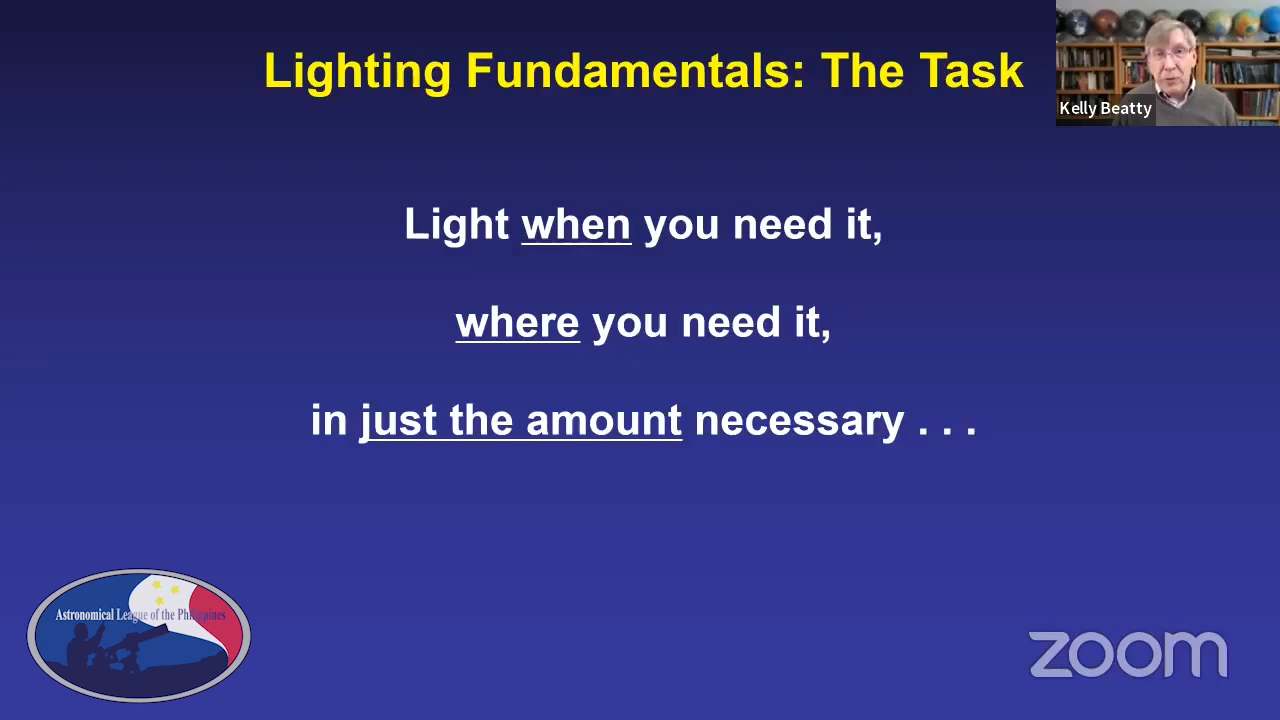 Lighting Fundamentals: The Task
Kelly Beatty
Light when you need it,
where you need it,
in just the amount necessary . . .
Astronomical League of the Philippines
zoom